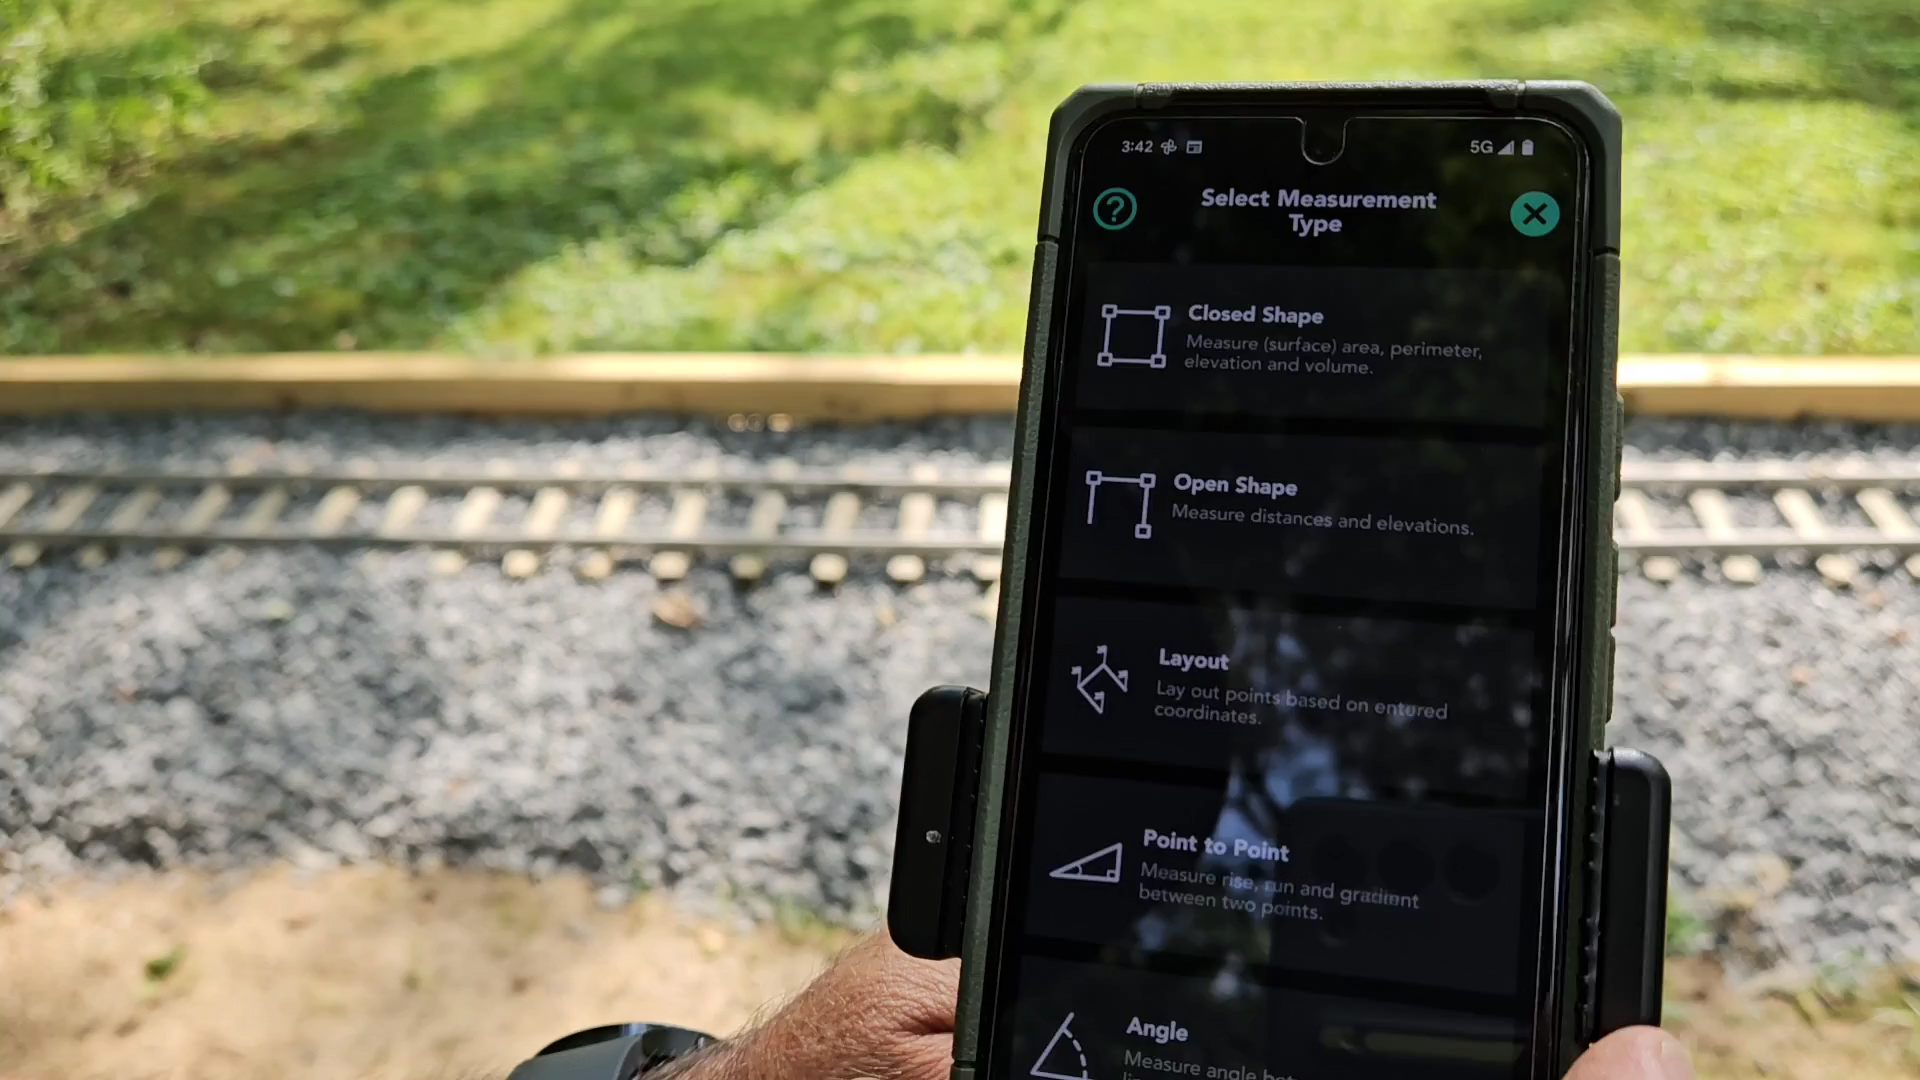 3:42
5G
?
Select Measurement
Type
Closed Shape
Measure (surface) area, perimeter,
elevation and volume.
Open Shape
Measure distances and elevations.
Layout
Lay out points based on entured
coordinates.
Point to Point
Measure rise, run and gradient
between two points.
Angle
Measure angle